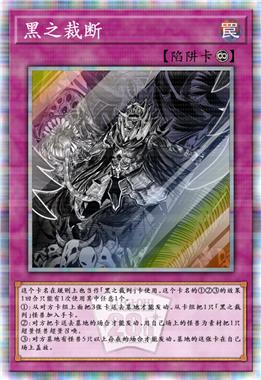 黑之裁断
罠
【陷阱卡】
这个卡名在规则上也当作「黑之裁判」卡使用。这个卡名的①②③的效果
1回合只能有1次使用其中任意1个。
①：从对方卡组上面把3张卡送去墓地才能发动。从卡组把1只「黑之裁判」
怪兽加入手卡。
②：对方把卡送去墓地的场合才能发动。用自己场上的怪兽为素材把1只
超量怪兽超量召唤。
③：对方墓地有怪兽5只以上存在的场合才能发动。墓地的这张卡在自己
场上盖放。